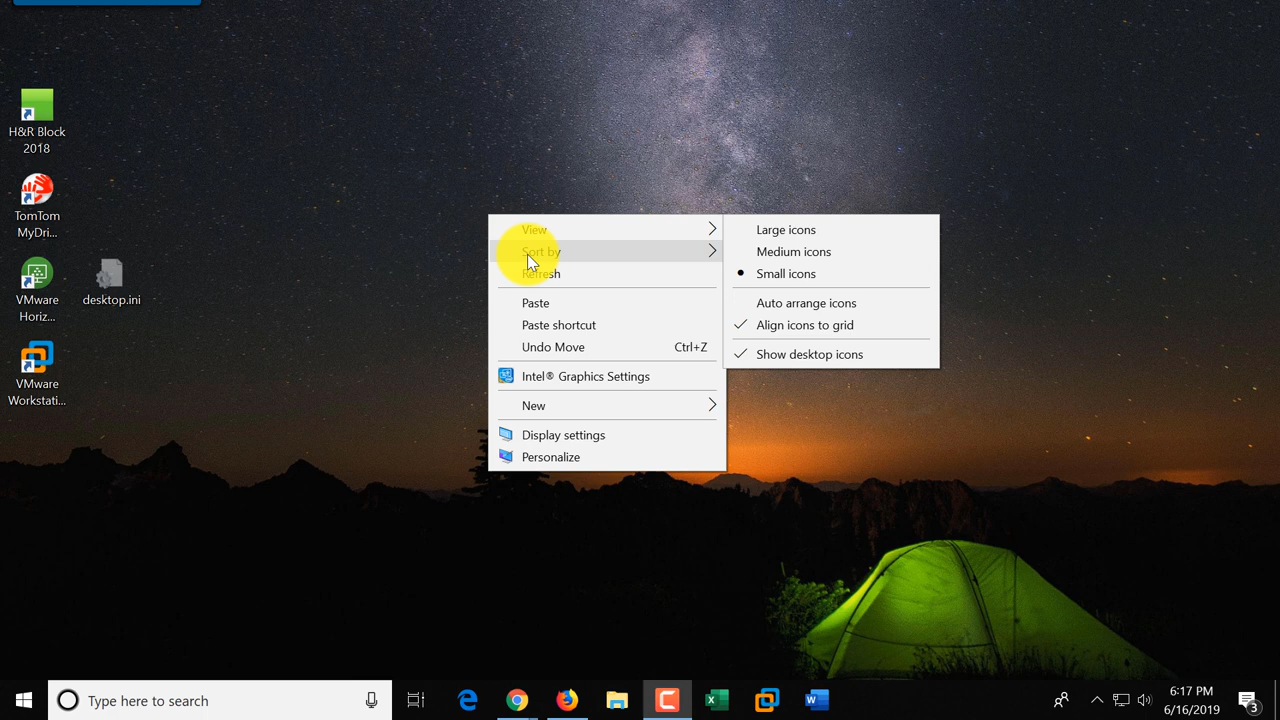 H&R Block
2018
TomTom
MyDri...
VMware
Horiz...
desktop.ini
VMware
Workstati...
View
Sort by
Refresh
Paste
Paste shortcut
Undo Move Ctrl+Z
Intel® Graphics Settings
New
Display settings
Personalize
Large icons
Medium icons
Small icons
Auto arrange icons
Align icons to grid
Show desktop icons
Type here to search
6:17 PM
6/16/2019
3